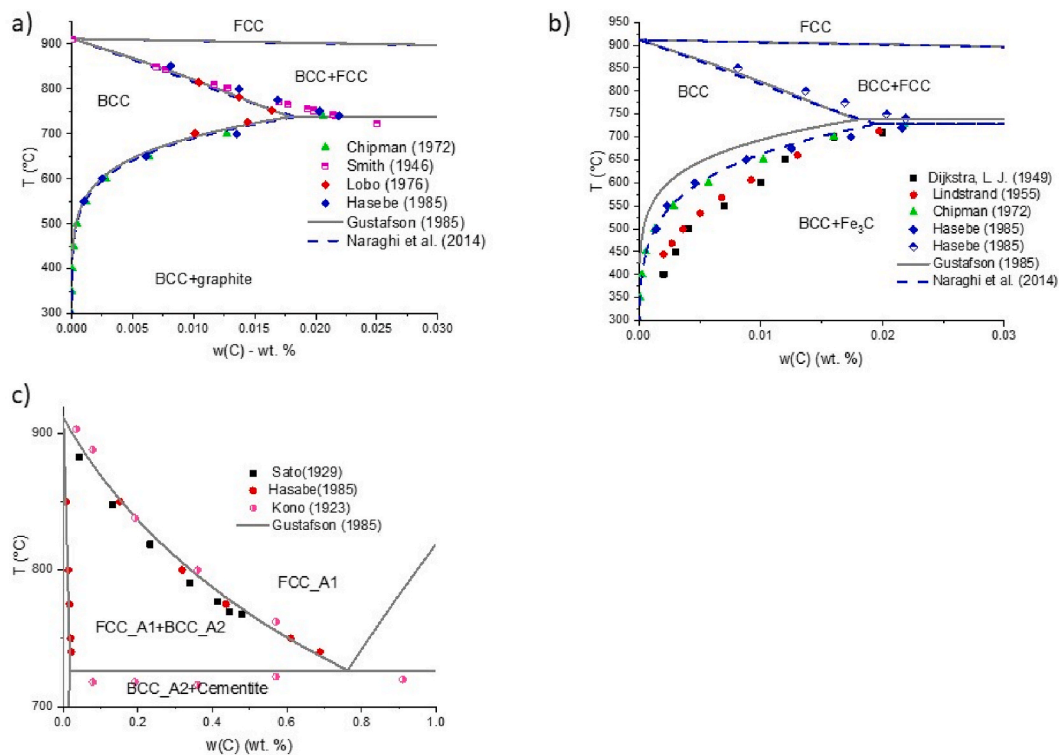 a)
FCC
900
BCC+FCC
BCC
800
700
Chipman (1972)
Smith (1946)
600
Lobo (1976)
Hasebe (1985)
500
Gustafson (1985)
Naraghi et al. (2014)
400
BCC+graphite
300
0.000 0.005 0.010 0.015 0.020 0.025 0.030
T (°C)
w(C) - wt. %
b)
950
FCC
900
850
BCC+FCC
800
BCC
750
700
650
600
Dijkstra, L. J. (1949)
Lindstrand (1955)
550
Chipman (1972)
500
BCC+Fe3C
Hasebe (1985)
450
Hasebe (1985)
Gustafson (1985)
400
Naraghi et al. (2014)
350
300
0.00 0.01 0.02 0.03
T (°C)
w(C) (wt. %)
c)
900
Sato(1929)
Hasabe(1985)
Kono (1923)
Gustafson (1985)
800
FCC_A1
FCC_A1+BCC_A2
BCC_A2+Cementite
700
0.0 0.2 0.4 0.6 0.8 1.0
T (°C)
w(C) (wt. %)